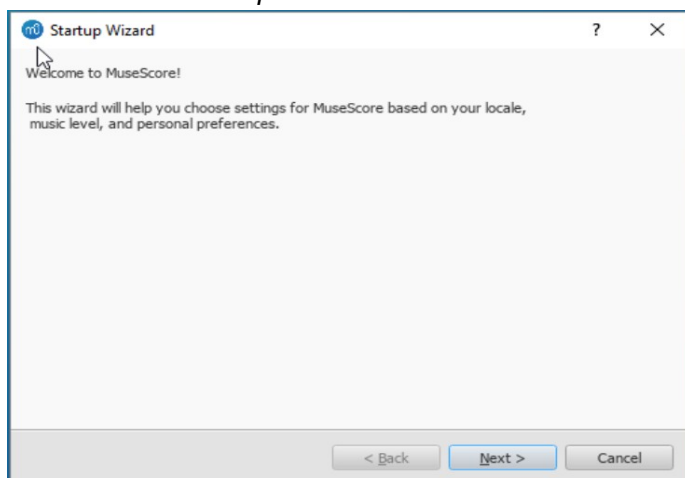 Startup Wizard ?
Welcome to MuseScore!
This wizard will help you choose settings for MuseScore based on your locale,
music level, and personal preferences.
< Back Next > Cancel